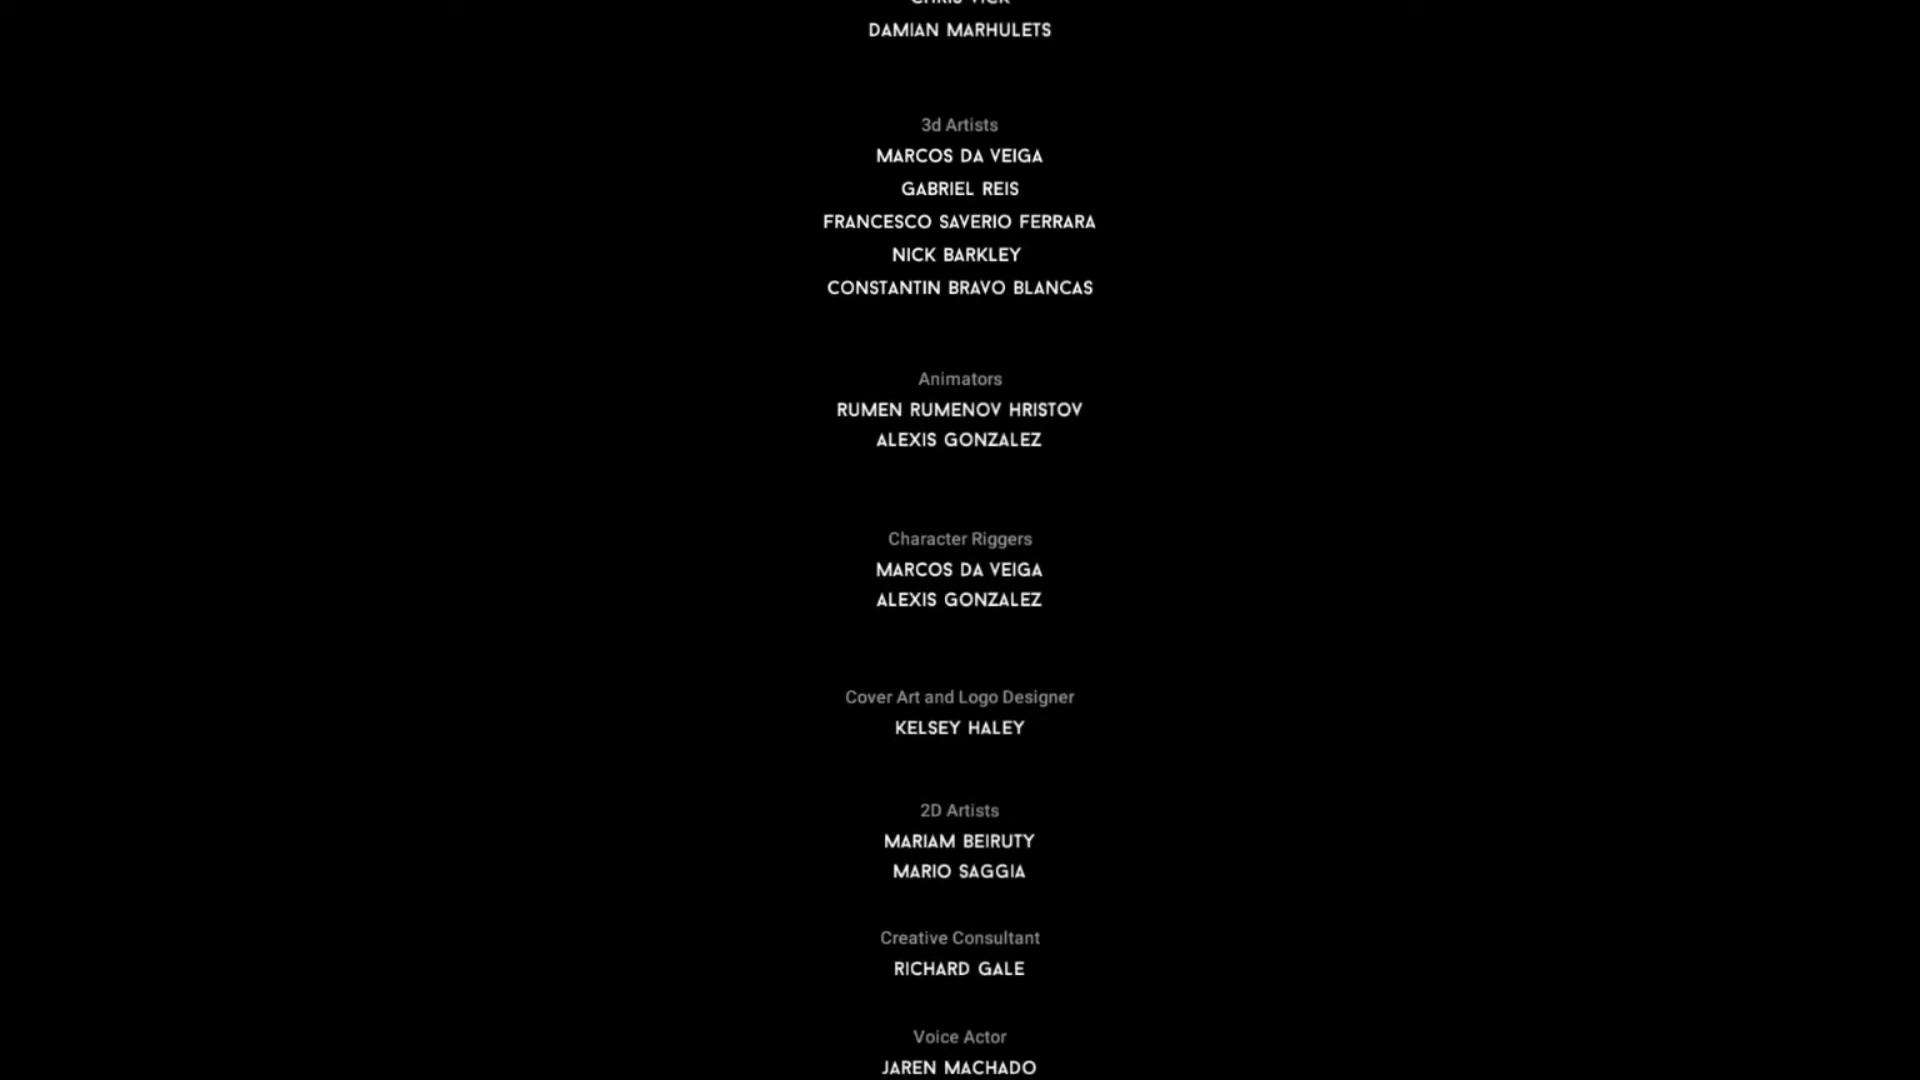 CHRIS VICK
DAMIAN MARHULETS
3d Artists
MARCOS DA VEIGA
GABRIEL REIS
FRANCESCO SAVERIO FERRARA
NICK BARKLEY
CONSTANTIN BRAVO BLANCAS
Animators
RUMEN RUMENOV HRISTOV
ALEXIS GONZALEZ
Character Riggers
MARCOS DA VEIGA
ALEXIS GONZALEZ
Cover Art and Logo Designer
KELSEY HALEY
2D Artists
MARIAM BEIRUTY
MARIO SAGGIA
Creative Consultant
RICHARD GALE
Voice Actor
JAREN MACHADO